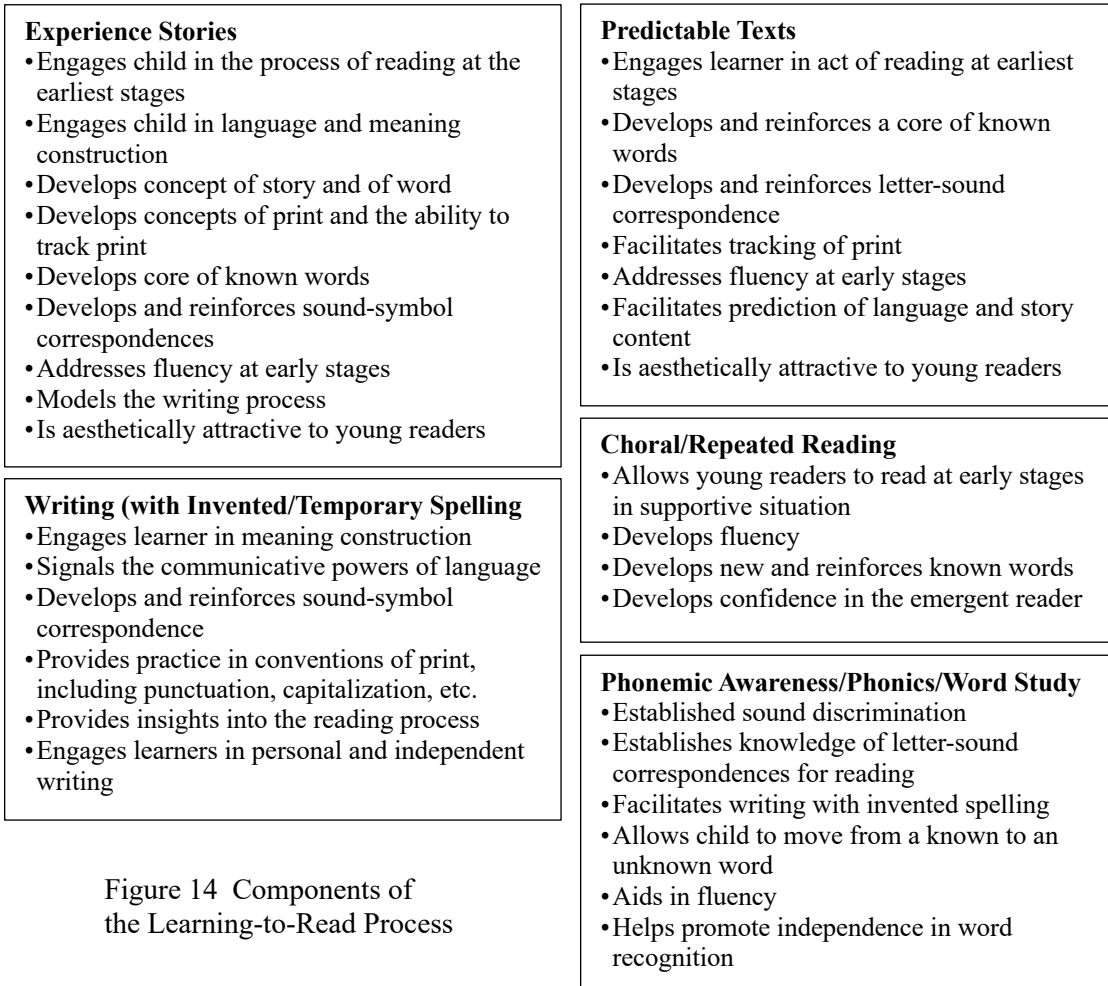 Experience Stories
•Engages child in the process of reading at the
earliest stages
•Engages child in language and meaning
construction
•Develops concept of story and of word
•Develops concepts of print and the ability to
track print
•Develops core of known words
•Develops and reinforces sound-symbol
correspondences
•Addresses fluency at early stages
•Models the writing process
•Is aesthetically attractive to young readers
Writing (with Invented/Temporary Spelling
•Engages learner in meaning construction
•Signals the communicative powers of language
•Develops and reinforces sound-symbol
correspondence
•Provides practice in conventions of print,
including punctuation, capitalization, etc.
•Provides insights into the reading process
•Engages learners in personal and independent
writing
Figure 14 Components of
the Learning-to-Read Process
Predictable Texts
•Engages learner in act of reading at earliest
stages
•Develops and reinforces a core of known
words
•Develops and reinforces letter-sound
correspondence
•Facilitates tracking of print
•Addresses fluency at early stages
•Facilitates prediction of language and story
content
•Is aesthetically attractive to young readers
Choral/Repeated Reading
•Allows young readers to read at early stages
in supportive situation
•Develops fluency
•Develops new and reinforces known words
•Develops confidence in the emergent reader
Phonemic Awareness/Phonics/Word Study
•Established sound discrimination
•Establishes knowledge of letter-sound
correspondences for reading
•Facilitates writing with invented spelling
•Allows child to move from a known to an
unknown word
•Aids in fluency
•Helps promote independence in word
recognition